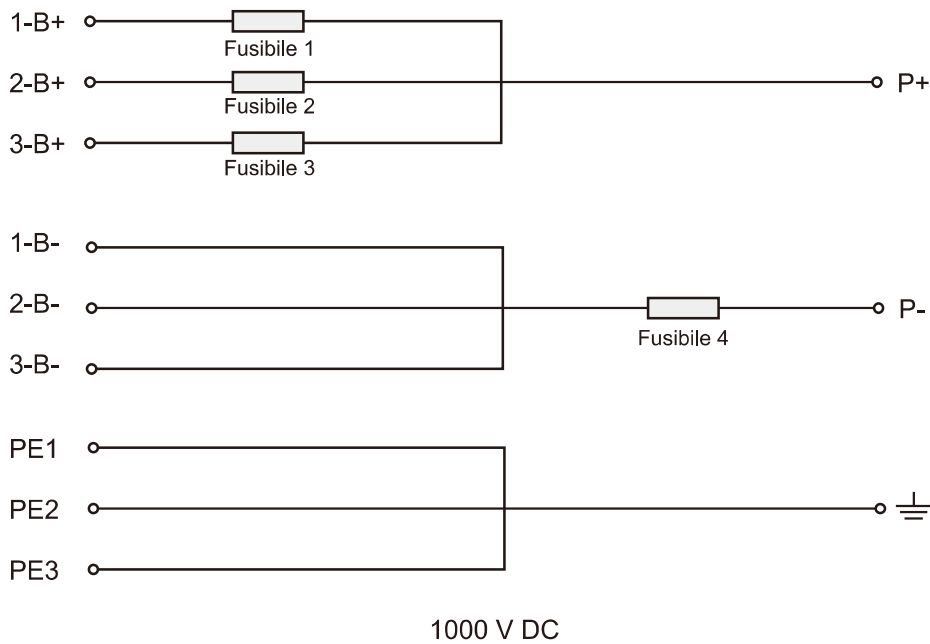 1-B+
Fusibile 1
2-B+
P+
Fusibile 2
3-B+
Fusibile 3
1-B-
2-B-
P-
Fusibile 4
3-B-
PE1
PE2
PE3
1000 V DC